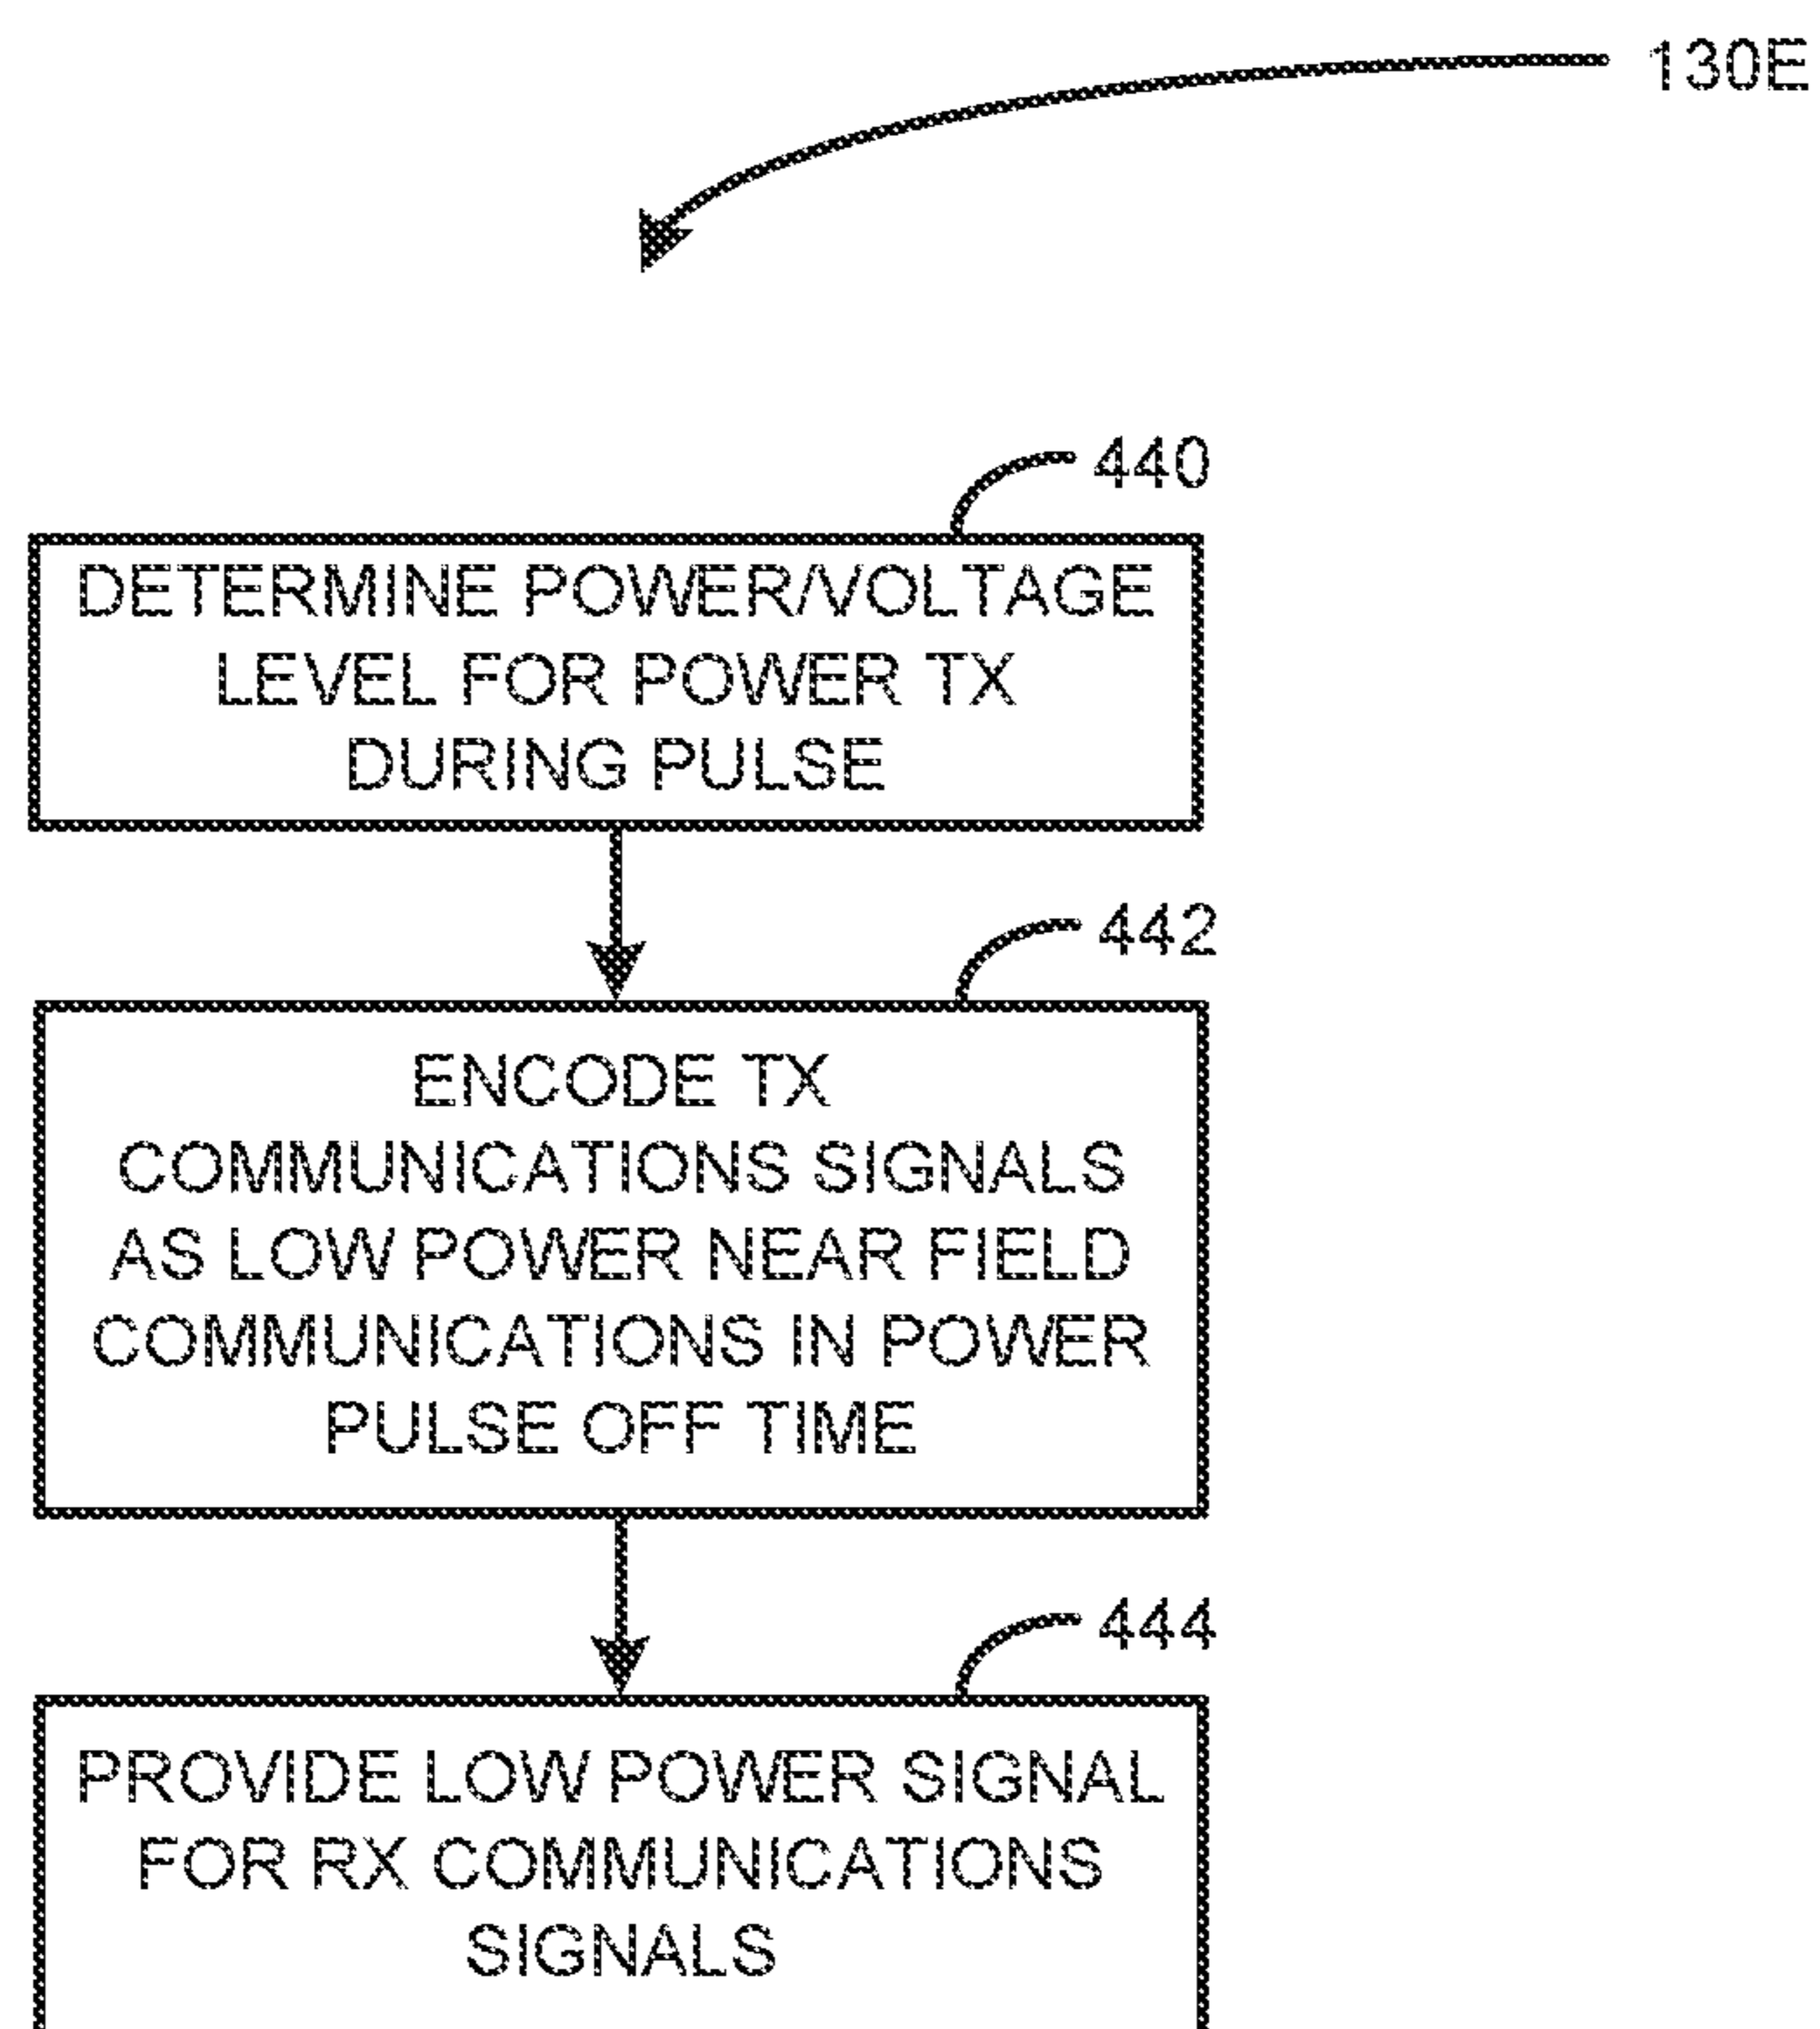 130E
440
DETERMINE POWER/VOLTAGE
LEVEL FOR POWER TX
DURING PULSE
442
ENCODE TX
COMMUNICATIONS SIGNALS
AS LOW POWER NEAR FIELD
COMMUNICATIONS IN POWER
PULSE OFF TIME
444
PROVIDE LOW POWER SIGNAL
FOR RX COMMUNICATIONS
SIGNALS